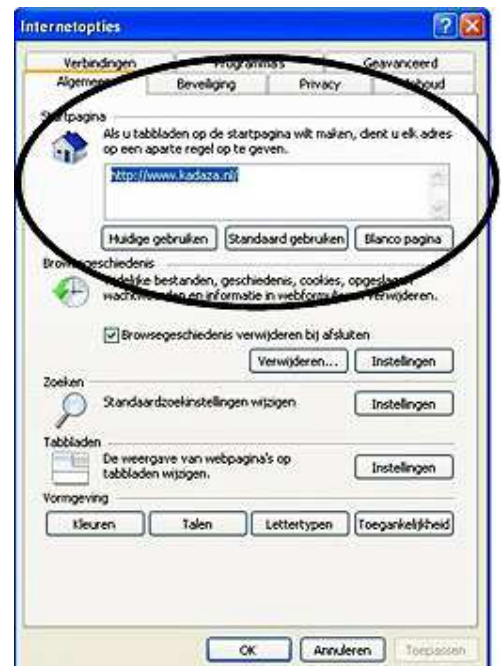 Internetopties
Verbindingen Programma's Geavanceerd
Algemeen Beveiliging Privacy Inhoud
Startpagina
Als u tabbladen op de startpagina wilt maken, dient u elk adres
op een aparte regel op te geven.
http://www.kadaza.nl/
Huidige gebruiken Standaard gebruiken Blanco pagina
Browsegeschiedenis
Tijdelijke bestanden, geschiedenis, cookies, opgeslagen
wachtwoorden en informatie in webformulieren verwijderen.
Browsegeschiedenis verwijderen bij afsluiten
Verwijderen... Instellingen
Zoeken
Standaardzoekinstellingen wijzigen Instellingen
Tabbladen
De weergave van webpagina's op
tabbladen wijzigen. Instellingen
Vormgeving
Kleuren Talen Lettertypen Toegankelijkheid
OK Annuleren Toepassen